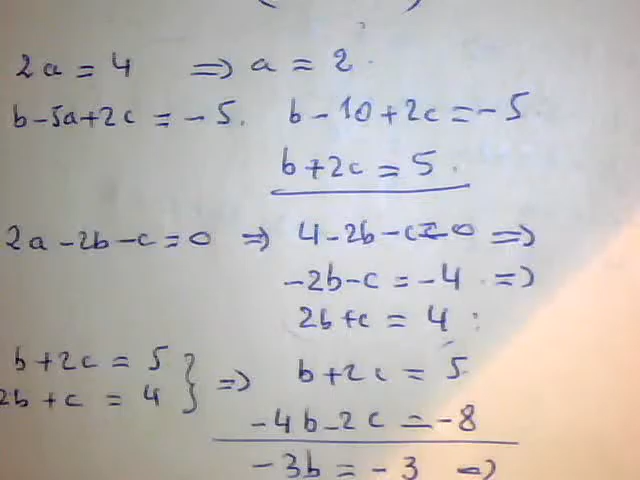 2a = 4 ⇒ a = 2.
b-5a+2c = -5. b-10+2c = -5.
b+2c = 5.
2a-2b-c=0 ⇒ 4-2b-c=0 ⇒
-2b-c = -4 ⇒
2b+c = 4 :
b+2c = 5 } ⇒ b+2c = 5
2b+c = 4
-4b-2c = -8
-3b = -3 ⇒